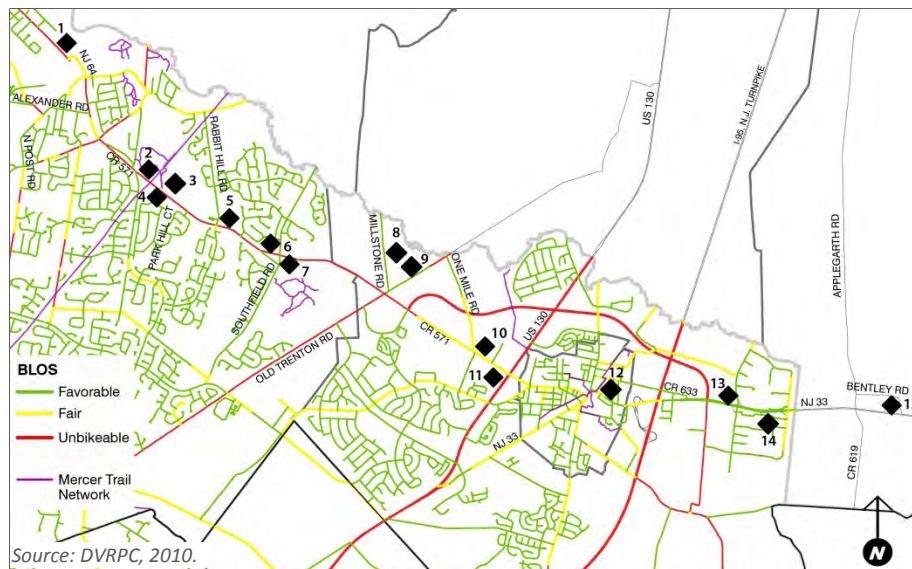 1
NJ 64
ALEXANDER RD
N POST RD
CR 571
RABBIT HILL RD
2
3
4
5
PARK HILL CT
6
7
SOUTHFIELD RD
MILLSTONE RD
8
9
ONE MILE RD
OLD TRENTON RD
CR 571
10
11
US 130
US 130
I-95, N.J. TURNPIKE
APPLEGARTH RD
12
CR 633
13
NJ 33
NJ 33
14
BENTLEY RD
1
CR 619
BLOS
Favorable
Fair
Unbikeable
Mercer Trail
Network
N
Source: DVRPC, 2010.